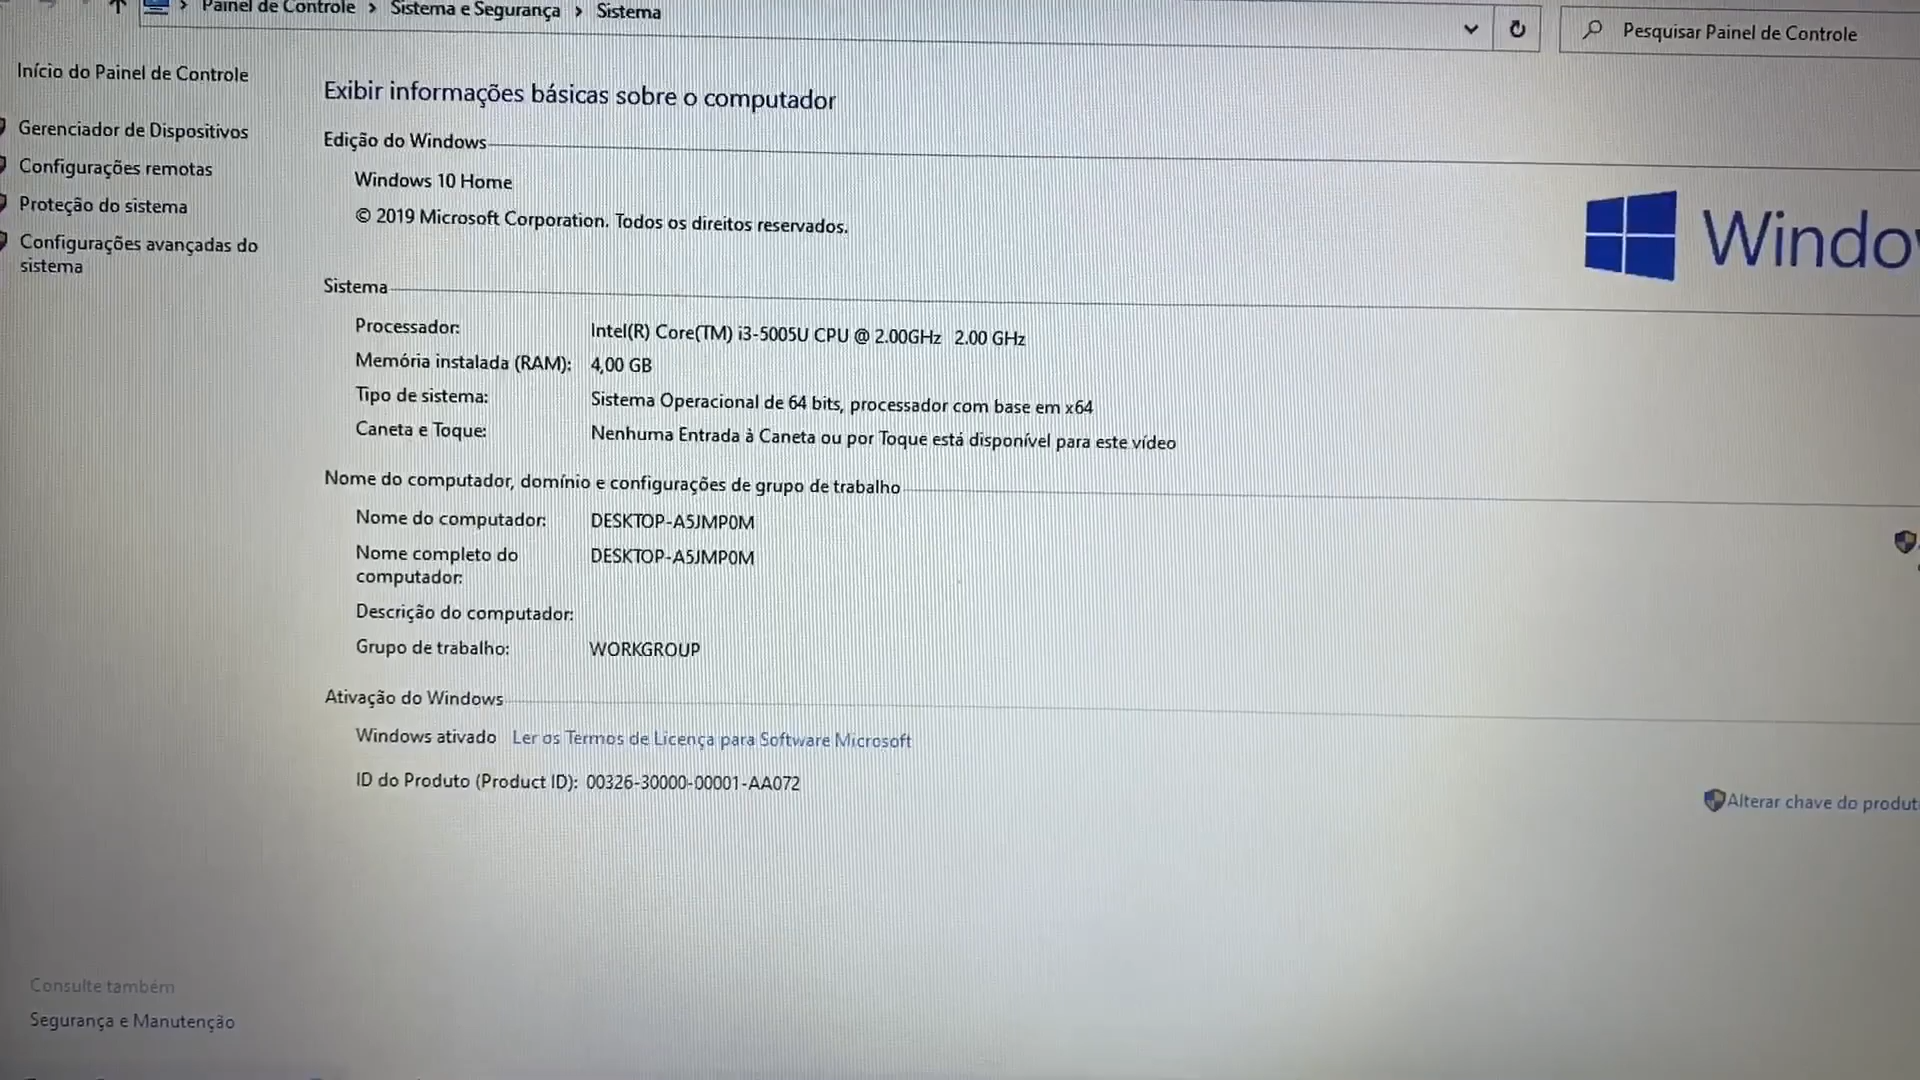 Painel de Controle > Sistema e Segurança > Sistema
Pesquisar Painel de Controle
Início do Painel de Controle
Gerenciador de Dispositivos
Configurações remotas
Proteção do sistema
Configurações avançadas do
sistema
Exibir informações básicas sobre o computador
Edição do Windows
Windows 10 Home
© 2019 Microsoft Corporation. Todos os direitos reservados.
Windo
Sistema
Processador: Intel(R) Core(TM) i3-5005U CPU @ 2.00GHz 2.00 GHz
Memória instalada (RAM): 4,00 GB
Tipo de sistema: Sistema Operacional de 64 bits, processador com base em x64
Caneta e Toque: Nenhuma Entrada à Caneta ou por Toque está disponível para este vídeo
Nome do computador, domínio e configurações de grupo de trabalho
Nome do computador: DESKTOP-A5JMP0M
Nome completo do DESKTOP-A5JMP0M
computador:
Descrição do computador:
Grupo de trabalho: WORKGROUP
Ativação do Windows
Windows ativado Ler os Termos de Licença para Software Microsoft
ID do Produto (Product ID): 00326-30000-00001-AA072
Alterar chave do produt
Consulte também
Segurança e Manutenção